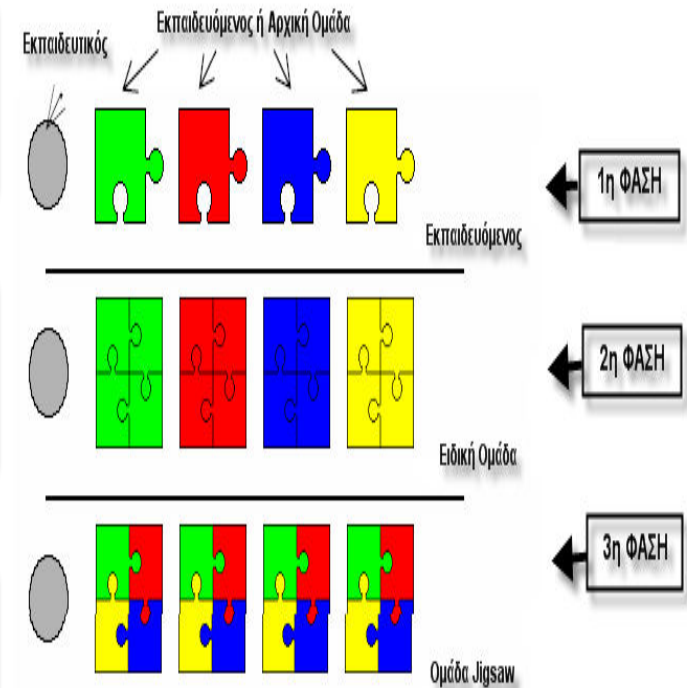 Εκπαιδευόμενος ή Αρχική Ομάδα
Εκπαιδευτικός
1η ΦΑΣΗ
Εκπαιδευόμενος
2η ΦΑΣΗ
Ειδική Ομάδα
3η ΦΑΣΗ
Ομάδα Jigsaw